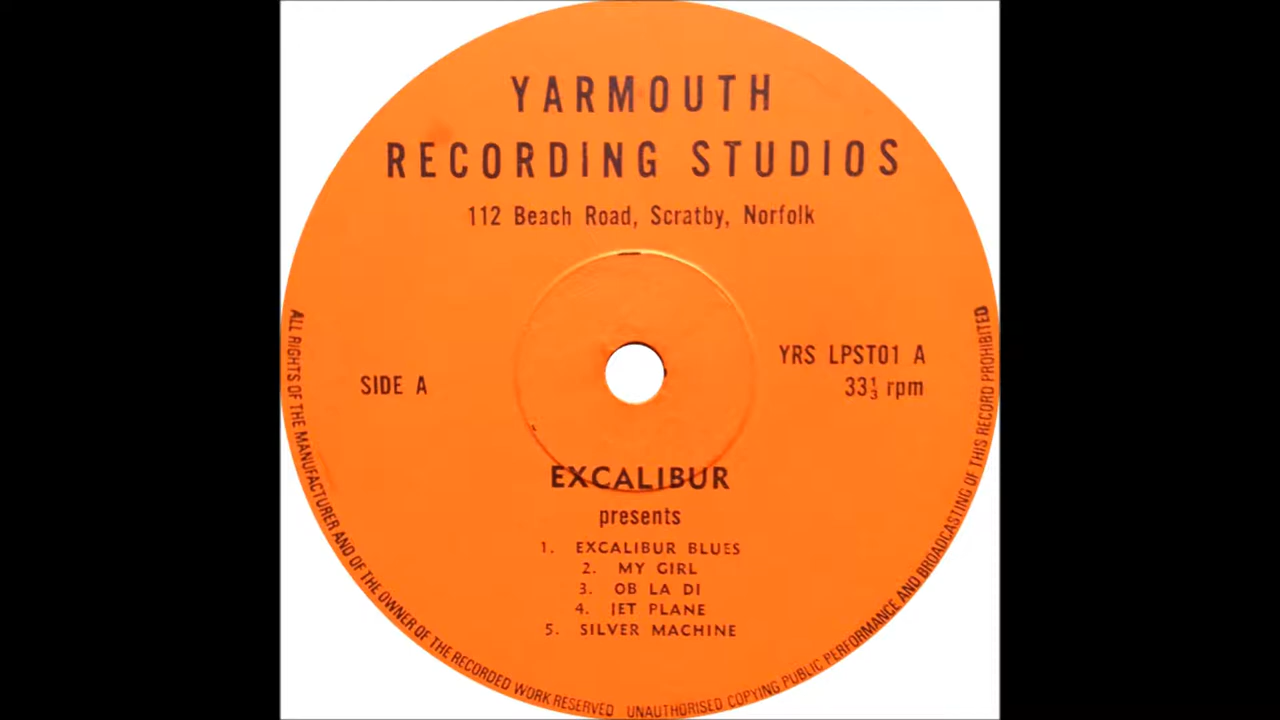 YARMOUTH
RECORDING STUDIOS
112 Beach Road, Scratby, Norfolk
SIDE A
YRS LPST01 A
33⅓ rpm
EXCALIBUR
presents
1. EXCALIBUR BLUES
2. MY GIRL
3. OB LA DI
4. JET PLANE
5. SILVER MACHINE
ALL RIGHTS OF THE MANUFACTURER AND OF THE OWNER OF THE RECORDED WORK RESERVED UNAUTHORISED COPYING PUBLIC PERFORMANCE AND BROADCASTING OF THIS RECORD PROHIBITED